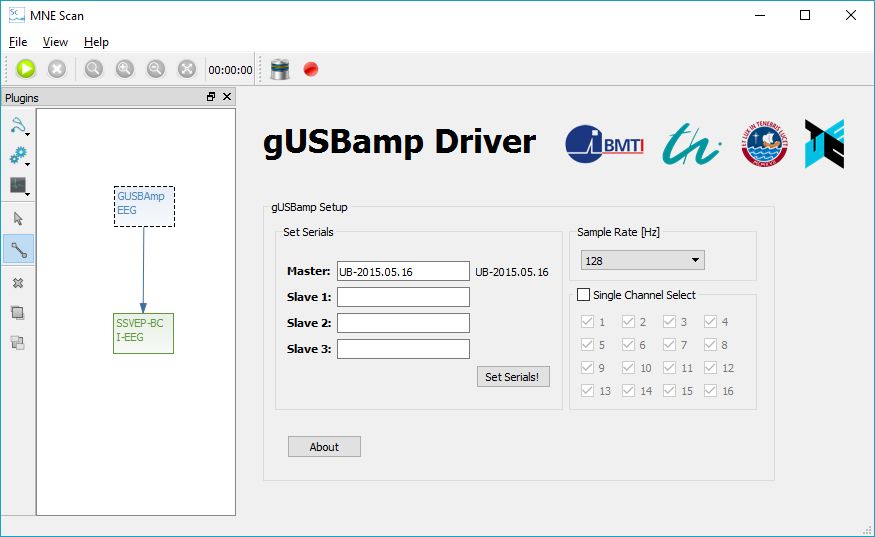 MNE Scan
File View Help
00:00:00
Plugins
GUSBAmp
EEG
SSVEP-BC
I-EEG
gUSBamp Driver
BMTI
th
gUSBamp Setup
Set Serials
Master: UB-2015.05.16 UB-2015.05.16
Slave 1:
Slave 2:
Slave 3:
Set Serials!
About
Sample Rate [Hz]
128
Single Channel Select
1 2 3 4
5 6 7 8
9 10 11 12
13 14 15 16